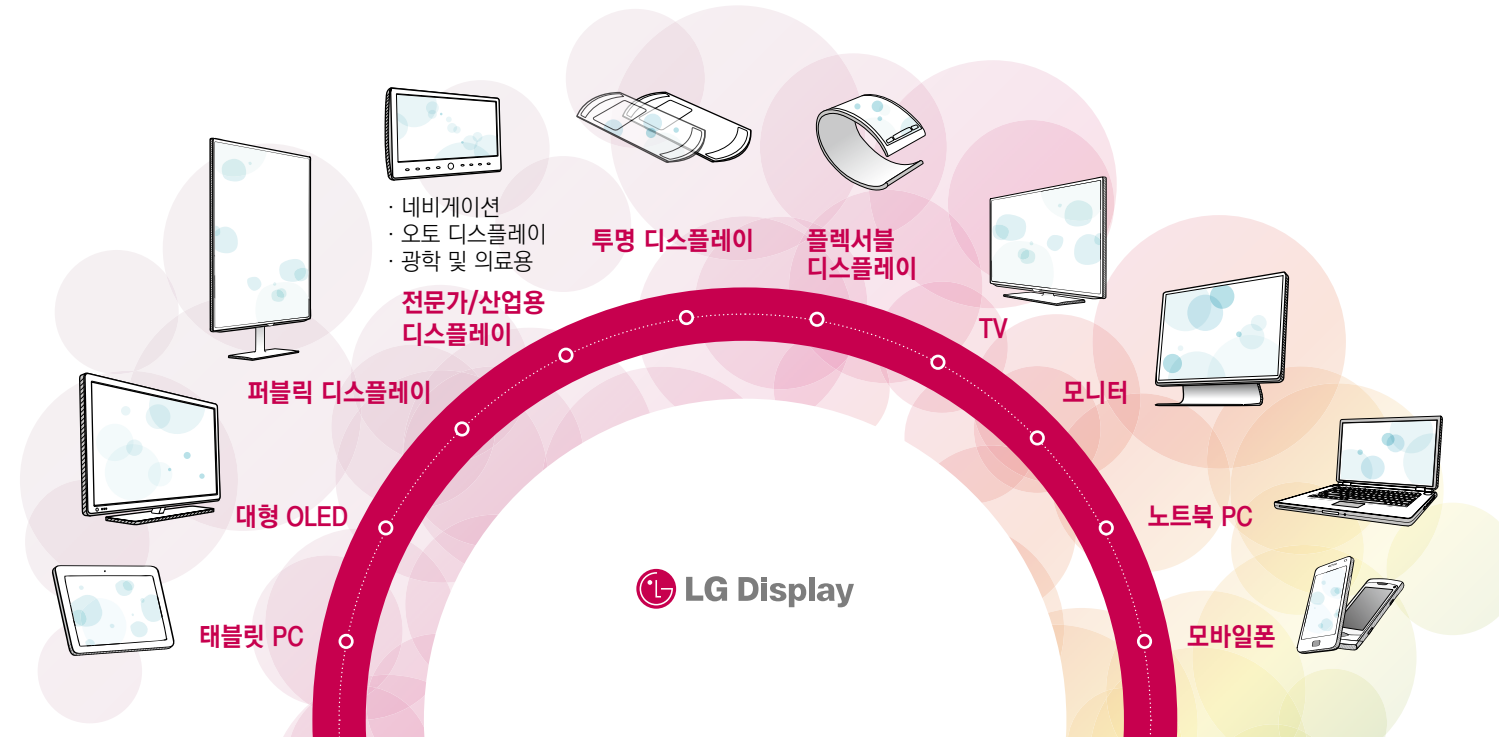 · 네비게이션
· 오토 디스플레이
· 광학 및 의료용
전문가/산업용
디스플레이
투명 디스플레이
플렉서블
디스플레이
TV
퍼블릭 디스플레이
모니터
대형 OLED
노트북 PC
LG Display
태블릿 PC
모바일폰